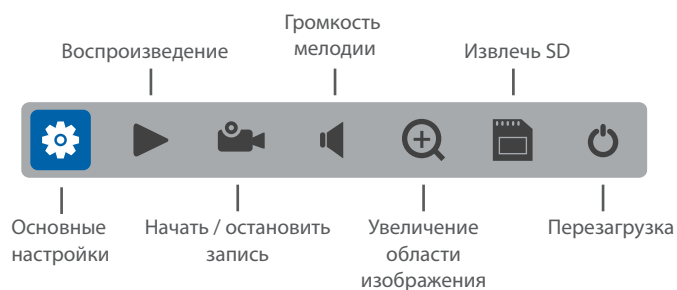 Громкость
мелодии
Воспроизведение
Извлечь SD
Основные
настройки
Начать / остановить
запись
Увеличение
области
изображения
Перезагрузка